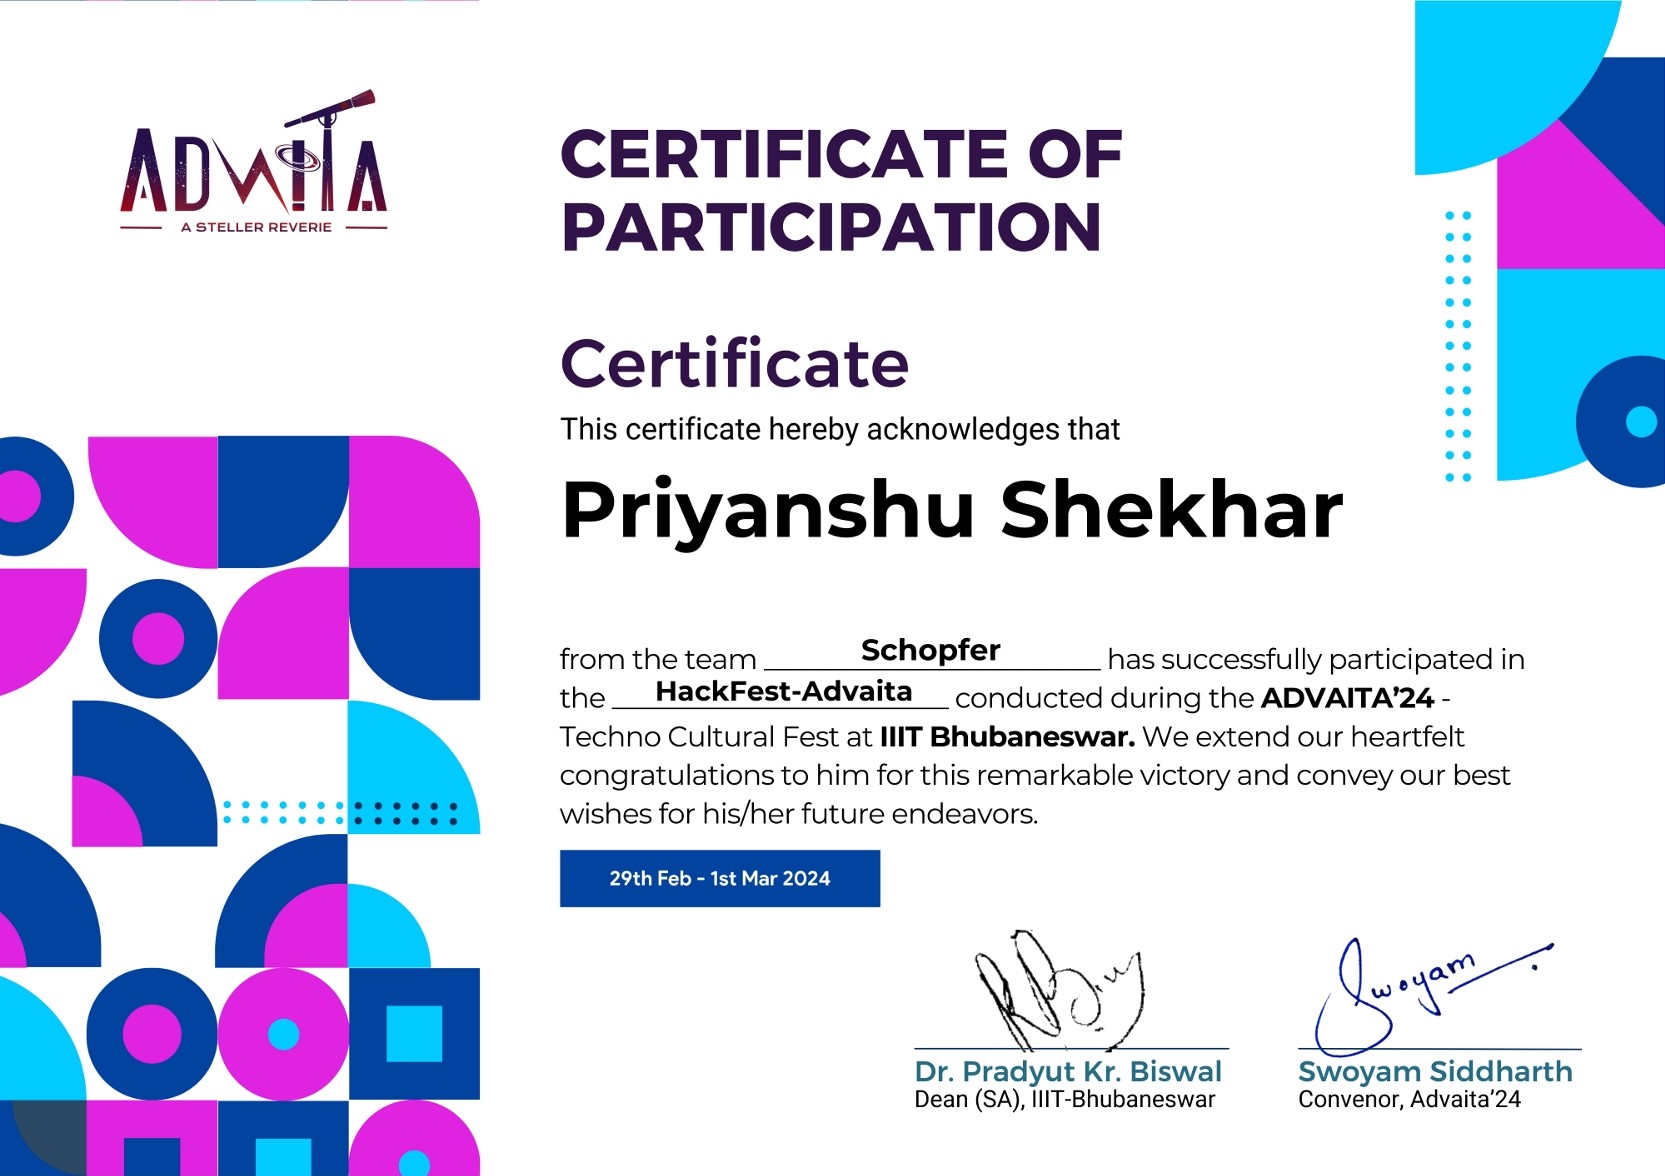 ADVAITA
A STELLER REVERIE
CERTIFICATE OF
PARTICIPATION
Certificate
This certificate hereby acknowledges that
Priyanshu Shekhar
from the team Schopfer has successfully participated in
the HackFest-Advaita conducted during the ADVAITA’24 -
Techno Cultural Fest at IIIT Bhubaneswar. We extend our heartfelt
congratulations to him for this remarkable victory and convey our best
wishes for his/her future endeavors.
29th Feb - 1st Mar 2024
Swoyam
Dr. Pradyut Kr. Biswal
Dean (SA), IIIT-Bhubaneswar
Swoyam Siddharth
Convenor, Advaita’24